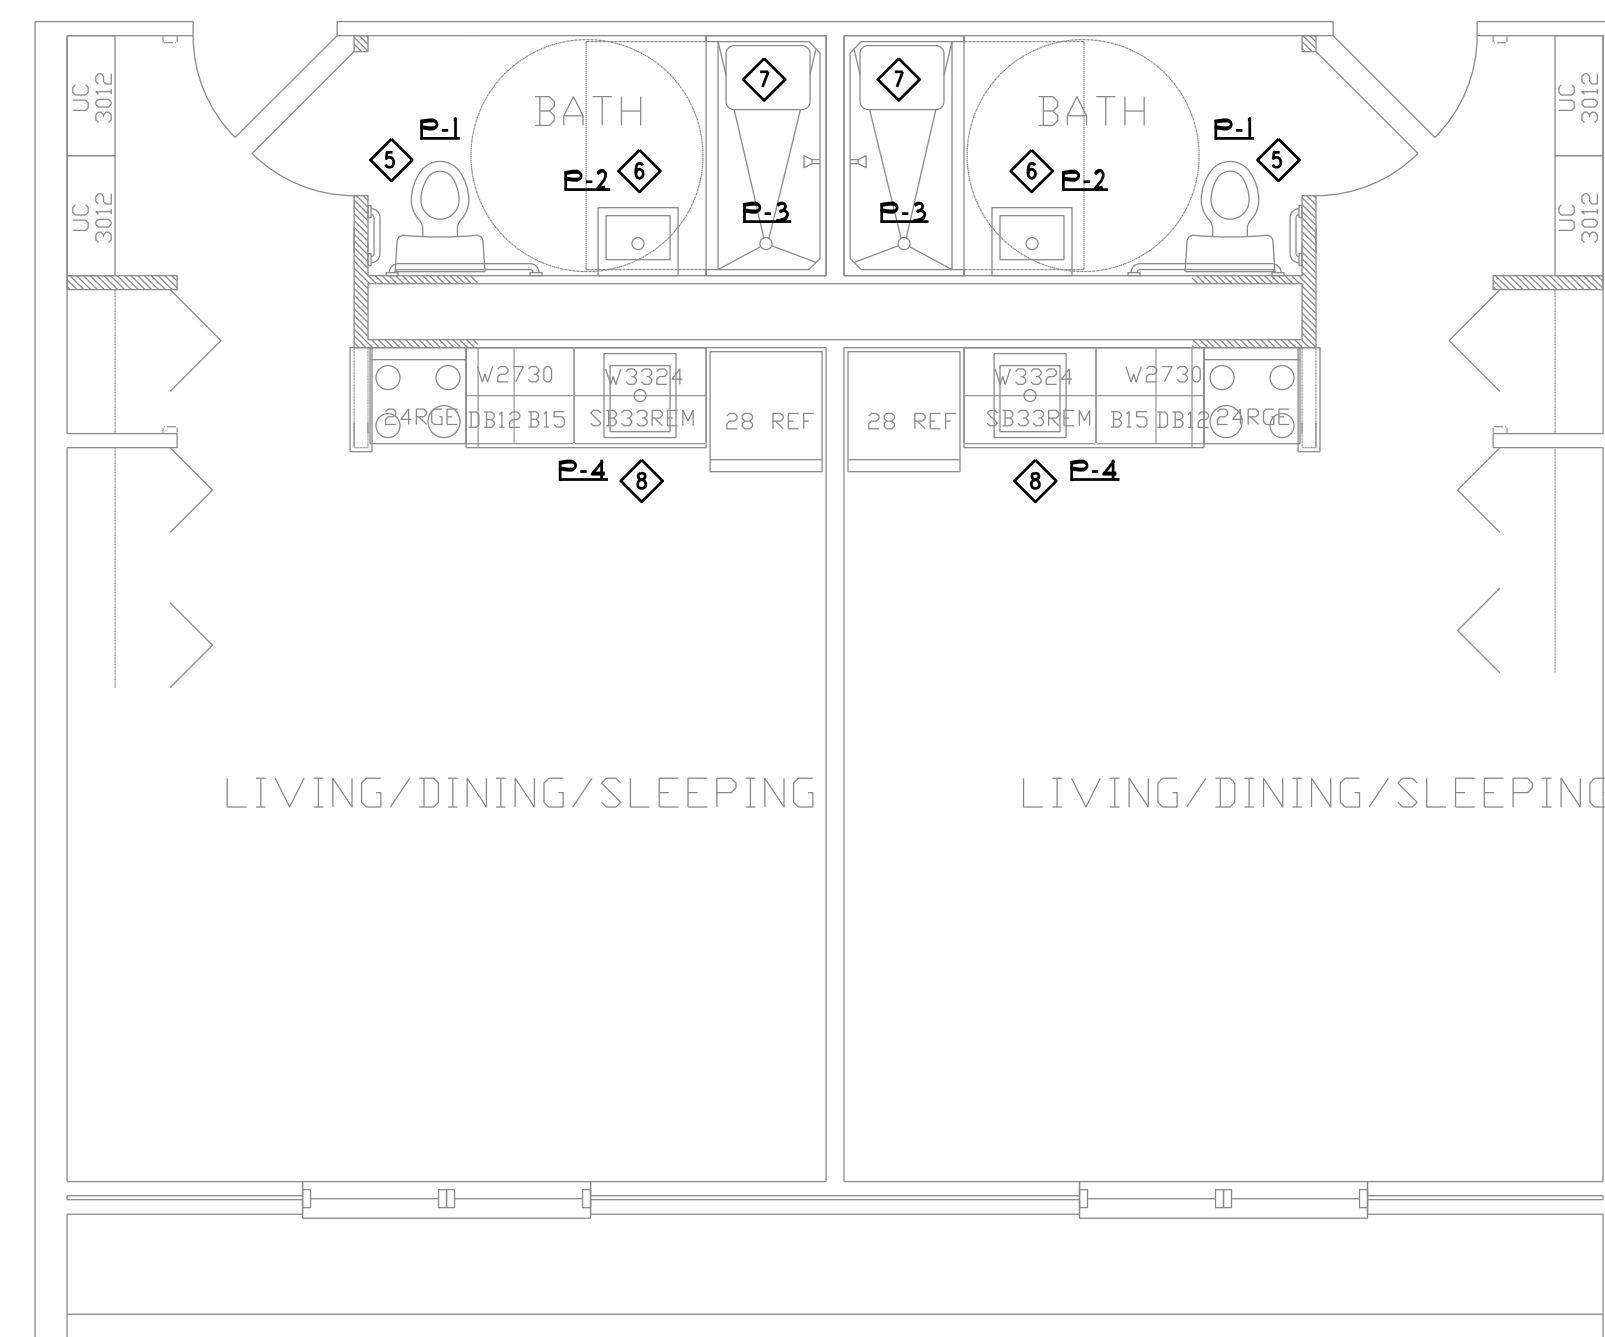 UC 3012
UC 3012
BATH
7
P-1
5
P-2
6
P-3
7
BATH
P-1
5
6
P-2
P-3
UC 3012
UC 3012
W2730
W3324
24RGE
DB12
B15
SB33REM
28 REF
P-4
8
W3324
W2730
28 REF
SB33REM
B15
DB12
24RGE
8
P-4
LIVING/DINING/SLEEPING
LIVING/DINING/SLEEPING